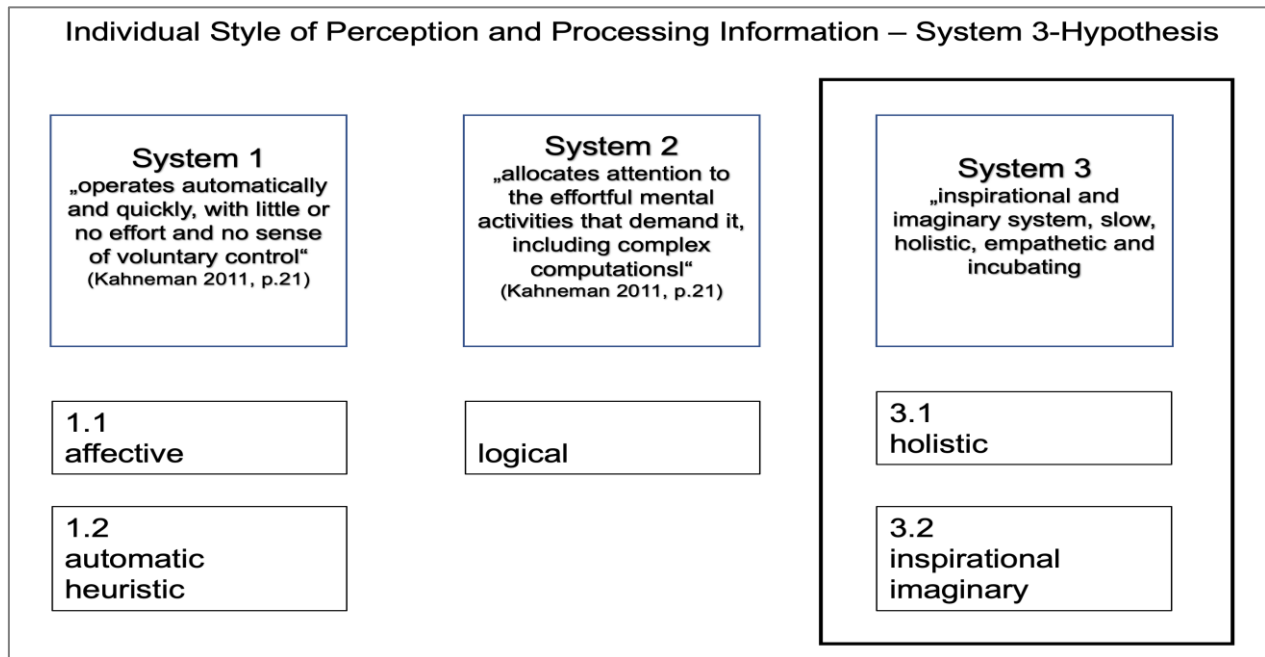 Individual Style of Perception and Processing Information – System 3-Hypothesis
System 1
„operates automatically
and quickly, with little or
no effort and no sense
of voluntary control“
(Kahneman 2011, p.21)
System 2
„allocates attention to
the effortful mental
activities that demand it,
including complex
computationsl“
(Kahneman 2011, p.21)
System 3
„inspirational and
imaginary system, slow,
holistic, empathetic and
incubating
1.1
affective
logical
3.1
holistic
1.2
automatic
heuristic
3.2
inspirational
imaginary